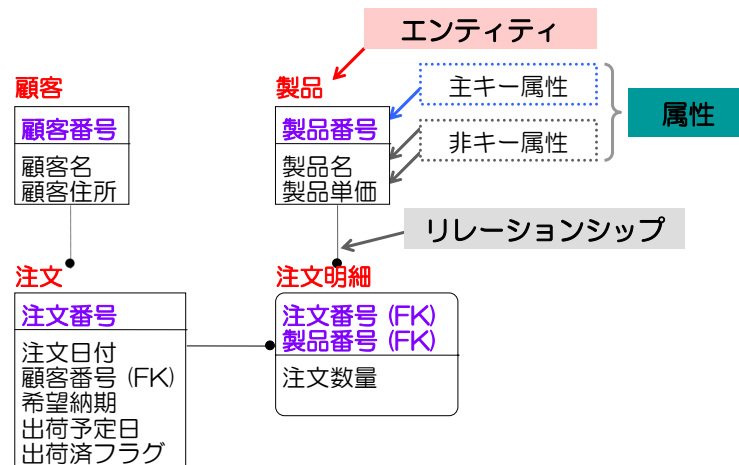 エンティティ
顧客
製品
主キー属性
属性
顧客番号
製品番号
非キー属性
顧客名
顧客住所
製品名
製品単価
リレーションシップ
注文
注文明細
注文番号
注文日付
顧客番号 (FK)
希望納期
出荷予定日
出荷済フラグ
注文番号 (FK)
製品番号 (FK)
注文数量